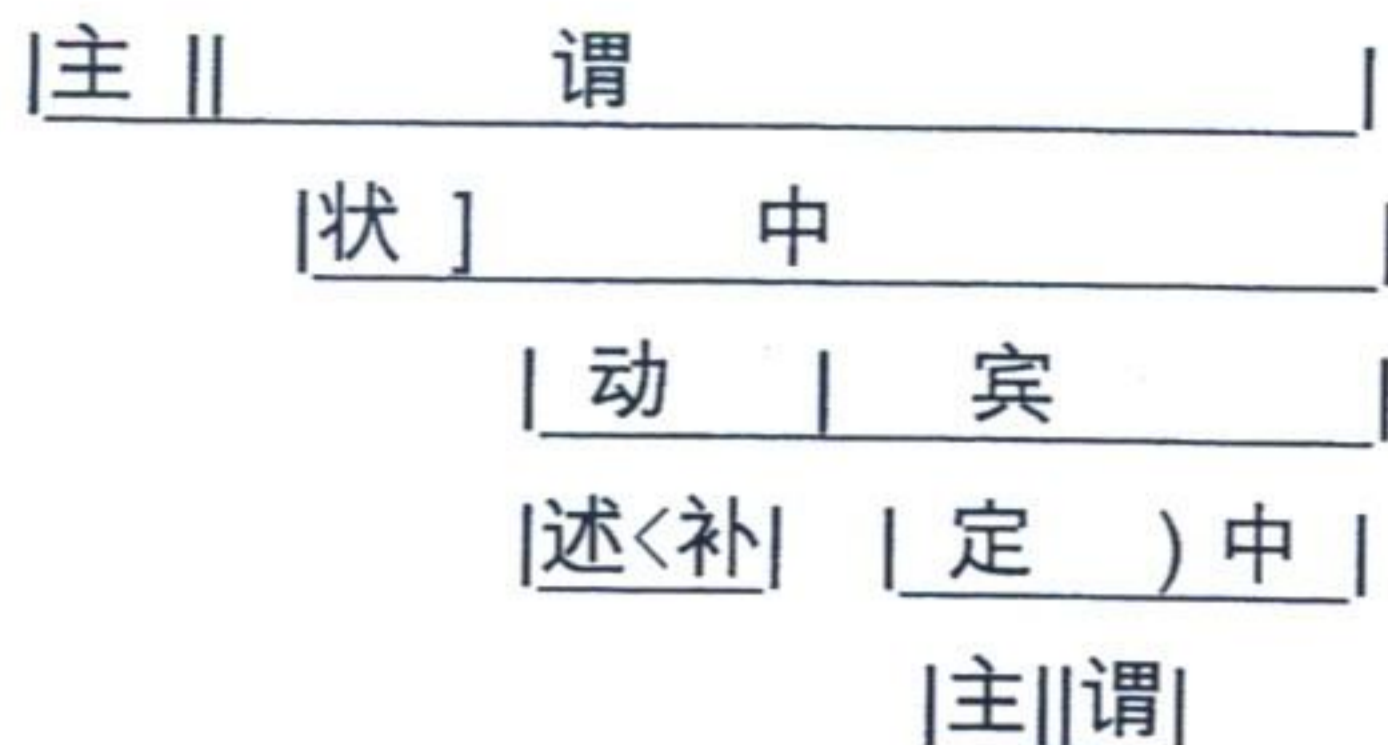 |主 || 谓 |
|状 ] 中 |
| 动 | 宾 |
|述<补| | 定 ) 中 |
|主||谓|